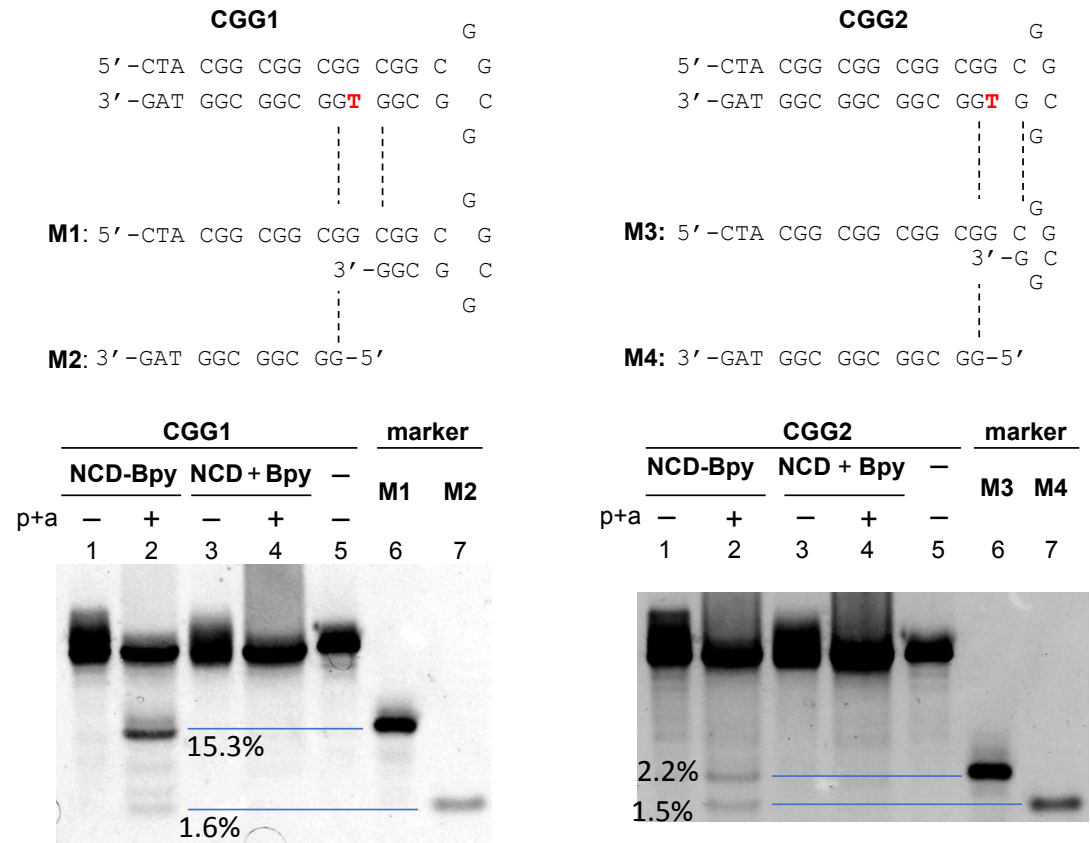 CGG1
G
5'-CTA CGG CGG CGG CGG C G
3'-GAT GGC GGC GGT GGC G C
G
G
M1: 5'-CTA CGG CGG CGG CGG C G
3'-GGC G C
G
M2: 3'-GAT GGC GGC GG-5'
CGG2
G
5'-CTA CGG CGG CGG CGG C G
3'-GAT GGC GGC GGC GGT G C
G
G
M3: 5'-CTA CGG CGG CGG CGG C G
3'-G C
G
M4: 3'-GAT GGC GGC GGC GG-5'
CGG1 marker
NCD-Bpy NCD + Bpy – M1 M2
p+a – + – + –
1 2 3 4 5 6 7
15.3%
1.6%
CGG2 marker
NCD-Bpy NCD + Bpy – M3 M4
p+a – + – + –
1 2 3 4 5 6 7
2.2%
1.5%